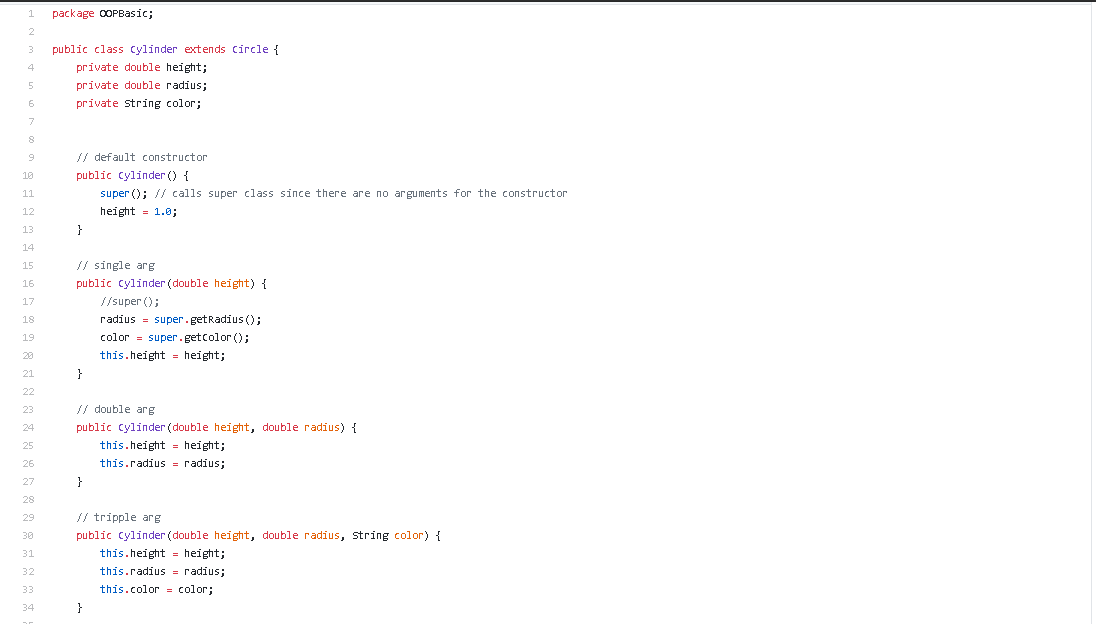 1 package OOPBasic;
2
3 public class Cylinder extends Circle {
4     private double height;
5     private double radius;
6     private String color;
7
8
9     // default constructor
10     public Cylinder() {
11         super(); // calls super class since there are no arguments for the constructor
12         height = 1.0;
13     }
14
15     // single arg
16     public Cylinder(double height) {
17         //super();
18         radius = super.getRadius();
19         color = super.getColor();
20         this.height = height;
21     }
22
23     // double arg
24     public Cylinder(double height, double radius) {
25         this.height = height;
26         this.radius = radius;
27     }
28
29     // tripple arg
30     public Cylinder(double height, double radius, String color) {
31         this.height = height;
32         this.radius = radius;
33         this.color = color;
34     }